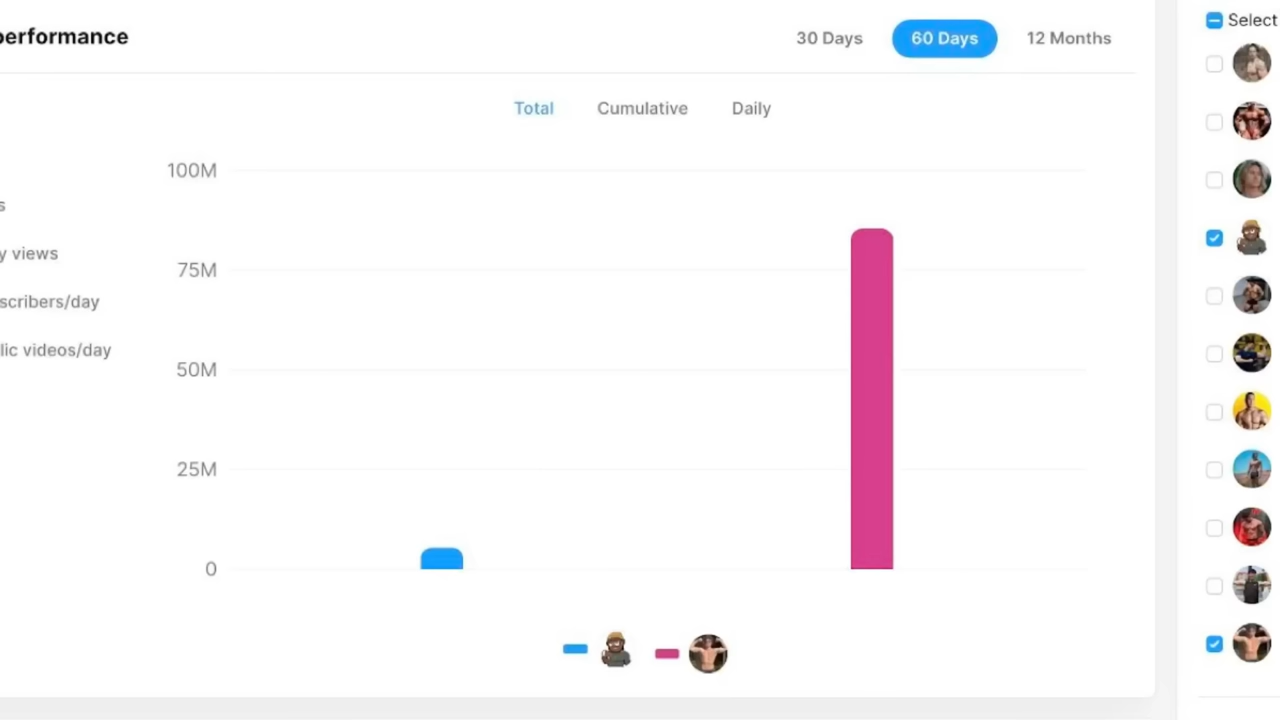 performance
30 Days 60 Days 12 Months
Select
Total Cumulative Daily
100M
s
y views
75M
scribers/day
lic videos/day
50M
25M
0